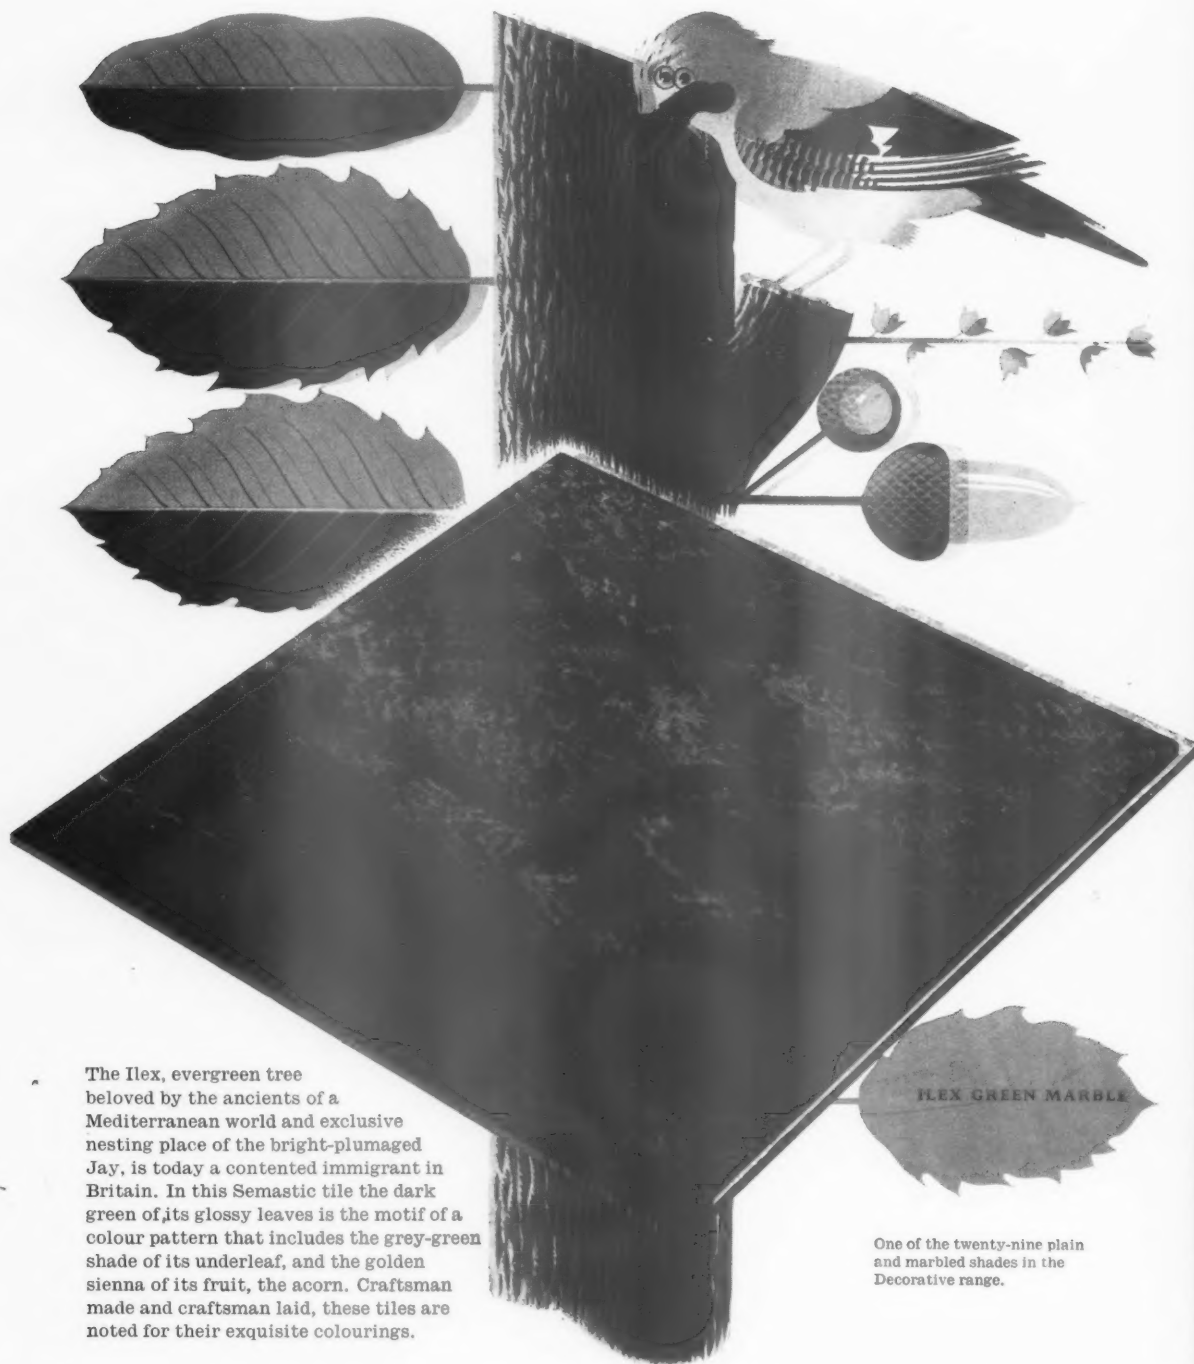 The Ilex, evergreen tree
beloved by the ancients of a
Mediterranean world and exclusive
nesting place of the bright-plumaged
Jay, is today a contented immigrant in
Britain. In this Semastic tile the dark
green of its glossy leaves is the motif of a
colour pattern that includes the grey-green
shade of its underleaf, and the golden
sienna of its fruit, the acorn. Craftsman
made and craftsman laid, these tiles are
noted for their exquisite colourings.
ILEX GREEN MARBLE
One of the twenty-nine plain
and marbled shades in the
Decorative range.